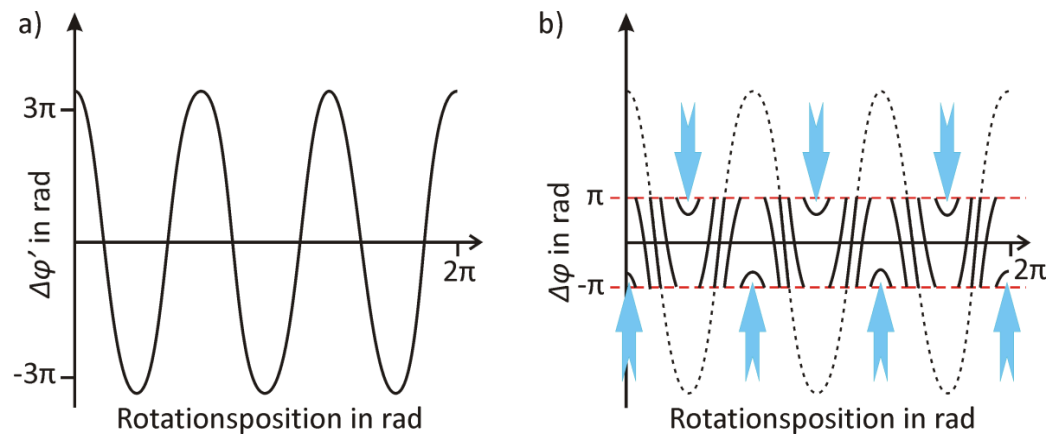 a)
3π
Δφ' in rad
-3π
2π
Rotationsposition in rad
b)
π
Δφ in rad
-π
2π
Rotationsposition in rad